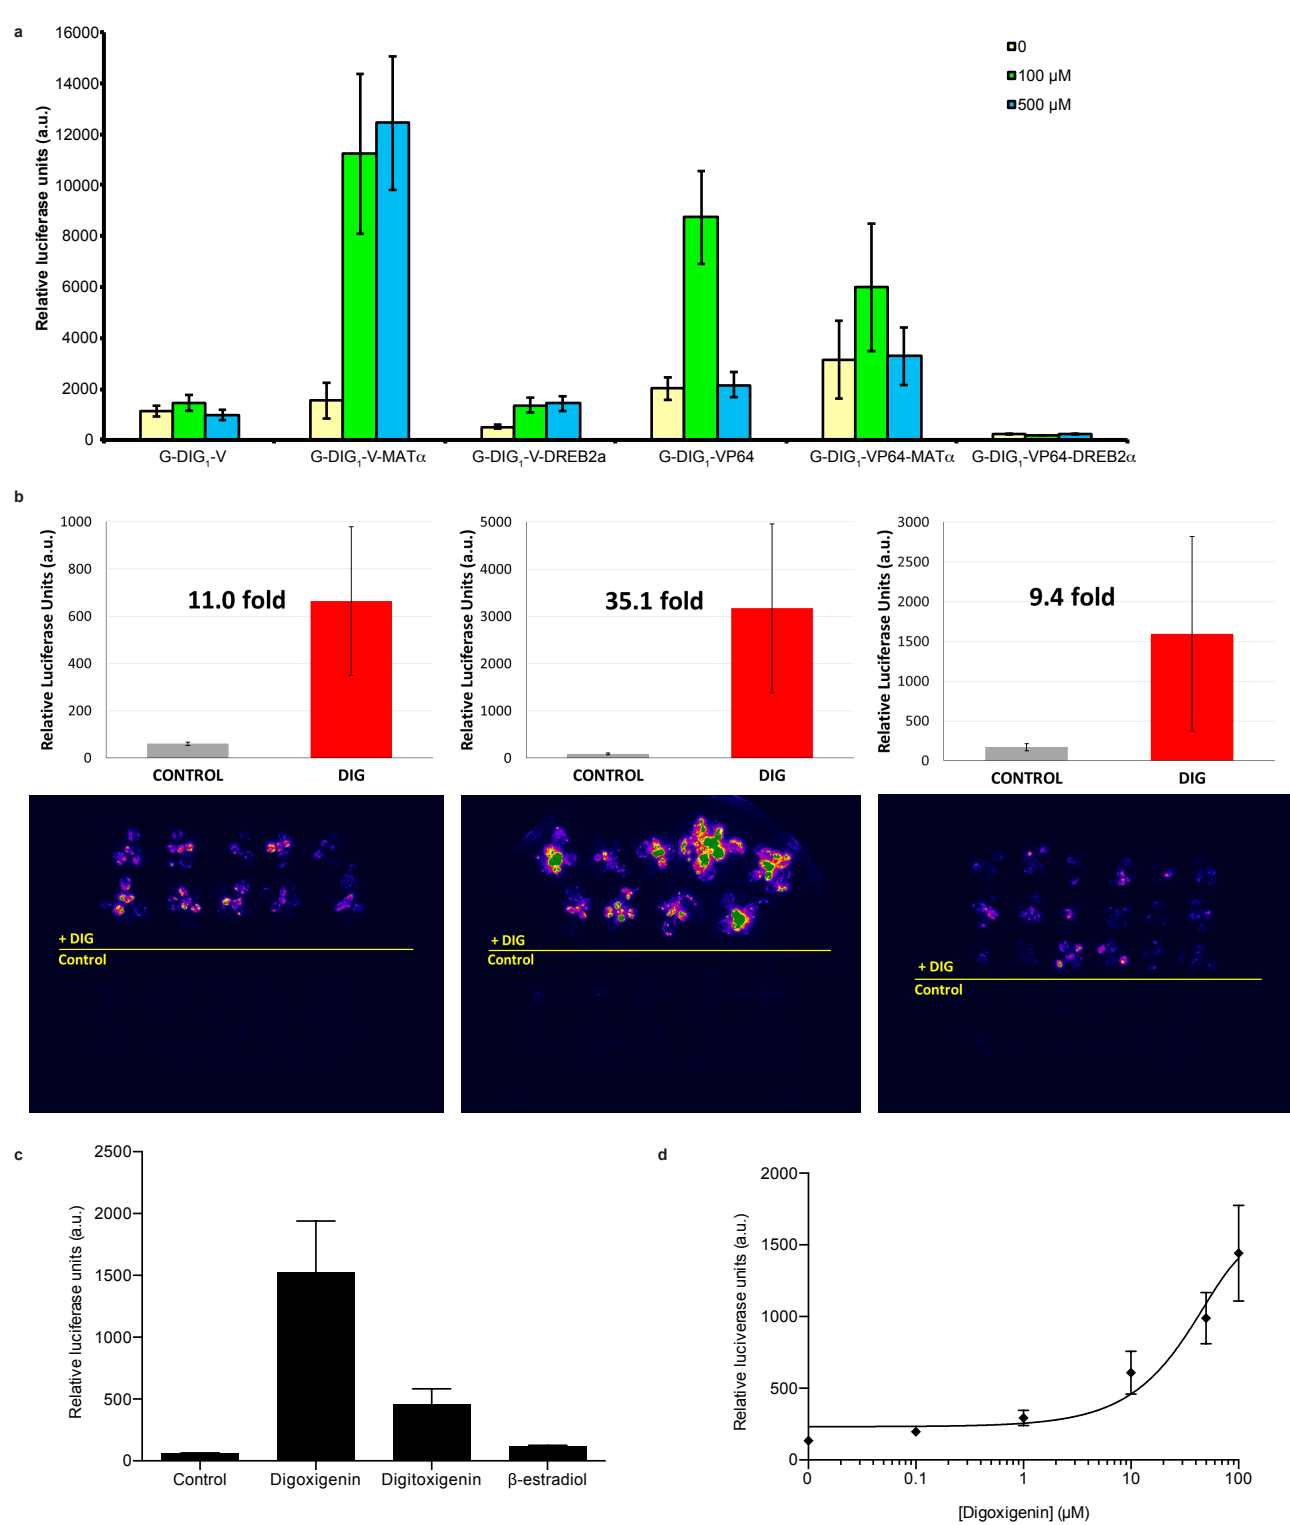 a
Relative luciferase units (a.u.)
16000
14000
12000
10000
8000
6000
4000
2000
0
0
100 µM
500 µM
G-DIG₁-V
G-DIG₁-V-MATα
G-DIG₁-V-DREB2a
G-DIG₁-VP64
G-DIG₁-VP64-MATα
G-DIG₁-VP64-DREB2α
b
Relative Luciferase Units (a.u.)
1000
800
600
400
200
0
11.0 fold
CONTROL DIG
Relative Luciferase Units (a.u.)
5000
4000
3000
2000
1000
0
35.1 fold
CONTROL DIG
Relative Luciferase Units (a.u.)
3000
2500
2000
1500
1000
500
0
9.4 fold
CONTROL DIG
+ DIG
Control
+ DIG
Control
+ DIG
Control
c
Relative luciferase units (a.u.)
2500
2000
1500
1000
500
0
Control Digoxigenin Digitoxigenin β-estradiol
d
Relative luciverase units (a.u.)
2000
1500
1000
500
0
0 0.1 1 10 100
[Digoxigenin] (µM)